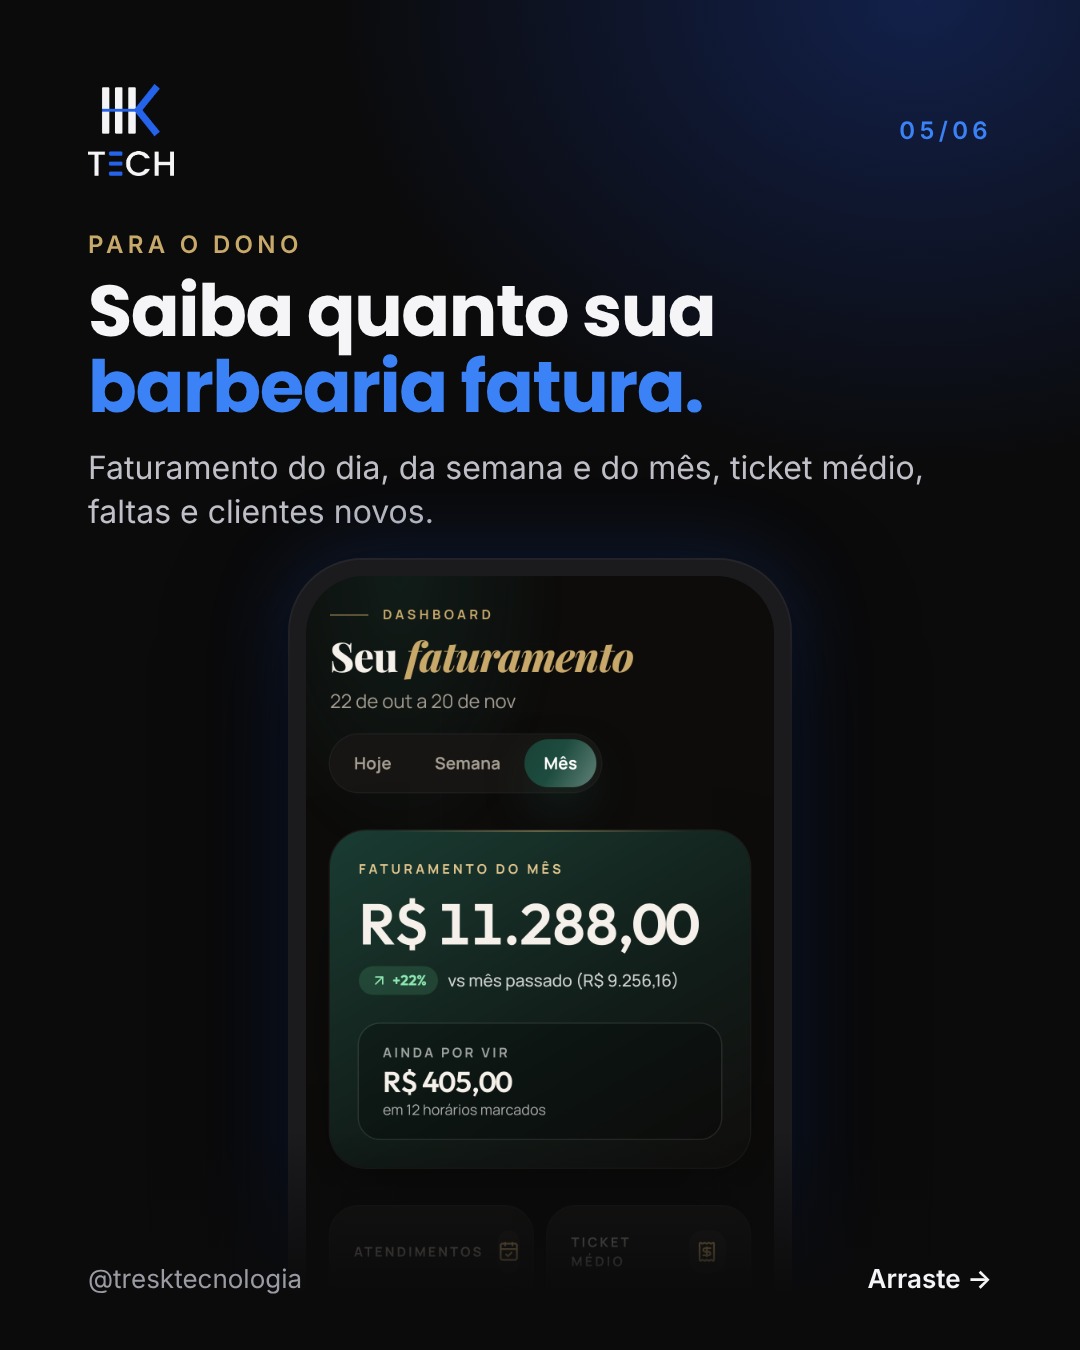 TECH
05/06
PARA O DONO
Saiba quanto sua
barbearia fatura.
Faturamento do dia, da semana e do mês, ticket médio,
faltas e clientes novos.
DASHBOARD
Seu faturamento
22 de out a 20 de nov
Hoje Semana Mês
FATURAMENTO DO MÊS
R$ 11.288,00
+22% vs mês passado (R$ 9.256,16)
AINDA POR VIR
R$ 405,00
em 12 horários marcados
ATENDIMENTOS
TICKET
MÉDIO
@tresktecnologia
Arraste →